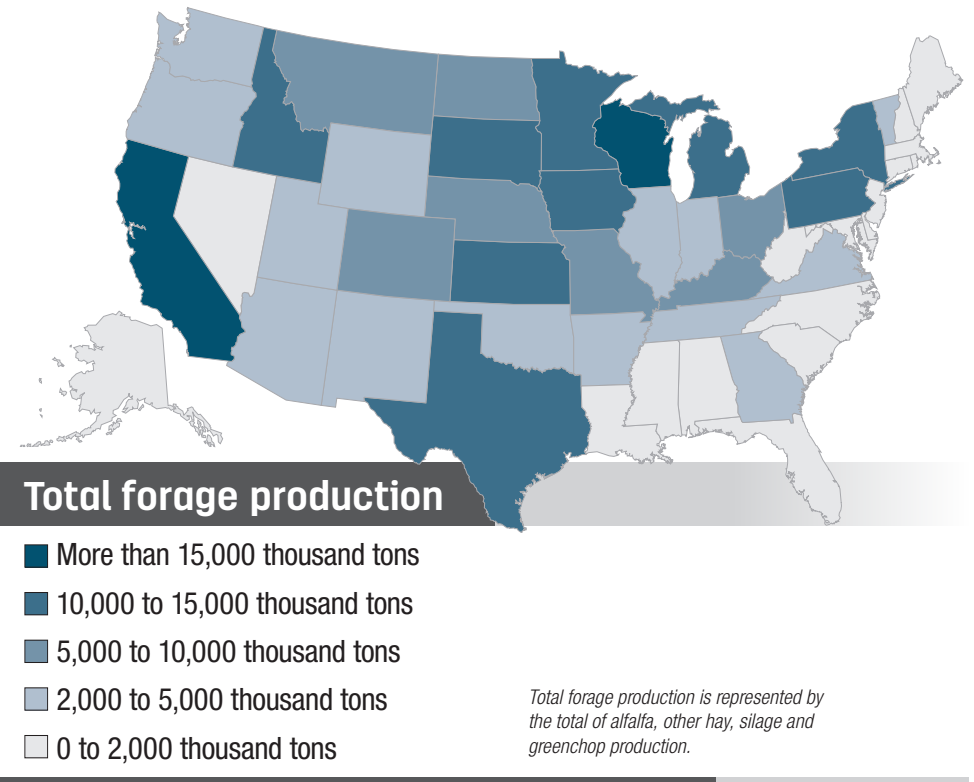 Total forage production
More than 15,000 thousand tons
10,000 to 15,000 thousand tons
5,000 to 10,000 thousand tons
2,000 to 5,000 thousand tons
0 to 2,000 thousand tons
Total forage production is represented by
the total of alfalfa, other hay, silage and
greenchop production.